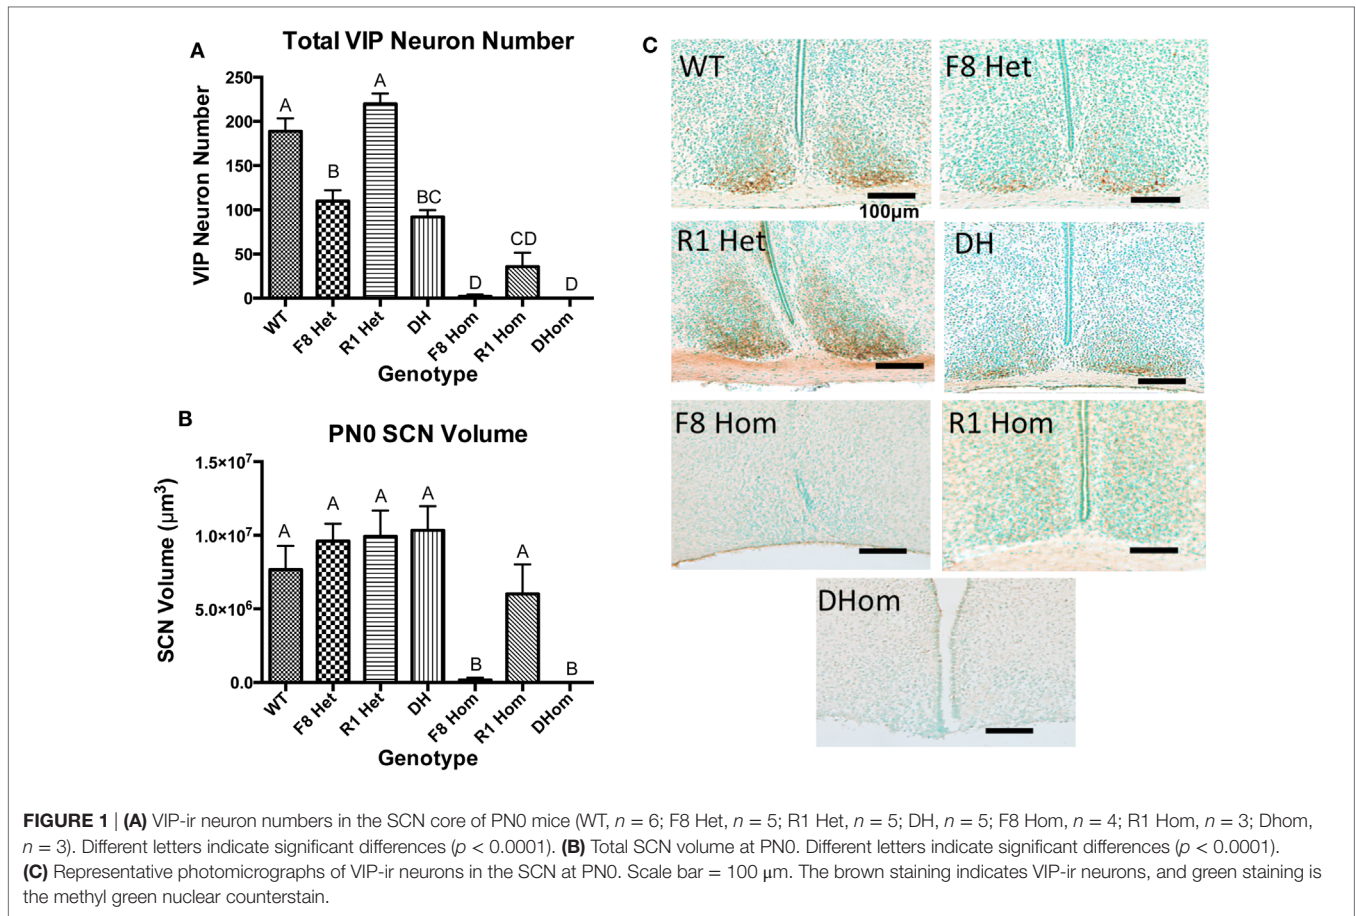 A
Total VIP Neuron Number
VIP Neuron Number
250
200
150
100
50
0
A
B
A
BC
D
CD
D
WT
F8 Het
R1 Het
DH
F8 Hom
R1 Hom
DHom
Genotype
B
PN0 SCN Volume
SCN Volume (µm³)
1.5×10⁷
1.0×10⁷
5.0×10⁶
0.0
A
A
A
A
B
A
B
WT
F8 Het
R1 Het
DH
F8 Hom
R1 Hom
DHom
Genotype
C
WT
100µm
F8 Het
R1 Het
DH
F8 Hom
R1 Hom
DHom
FIGURE 1 | (A) VIP-ir neuron numbers in the SCN core of PN0 mice (WT, n = 6; F8 Het, n = 5; R1 Het, n = 5; DH, n = 5; F8 Hom, n = 4; R1 Hom, n = 3; Dhom,
n = 3). Different letters indicate significant differences (p < 0.0001). (B) Total SCN volume at PN0. Different letters indicate significant differences (p < 0.0001).
(C) Representative photomicrographs of VIP-ir neurons in the SCN at PN0. Scale bar = 100 µm. The brown staining indicates VIP-ir neurons, and green staining is
the methyl green nuclear counterstain.